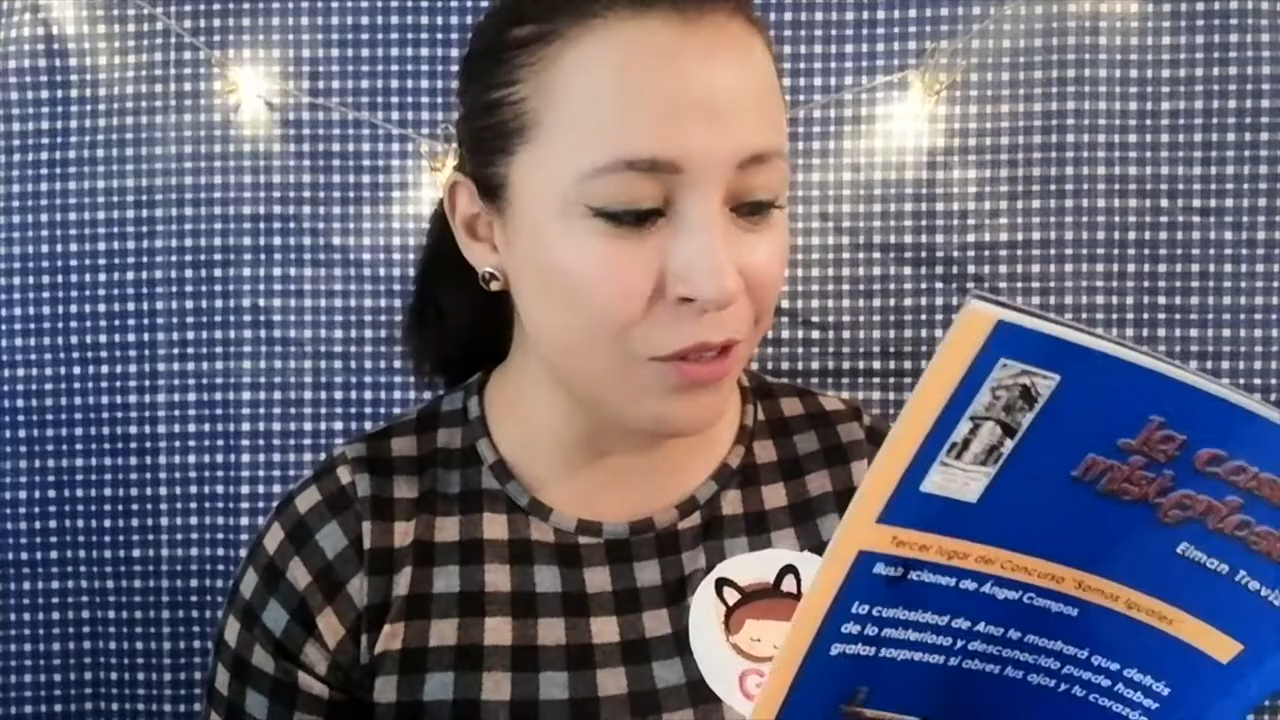 La casa
misteriosa
Elman Trevi
Tercer lugar del Concurso "Somos Iguales"
Ilustraciones de Ángel Campos
La curiosidad de Ana te mostrará que detrás
de lo misterioso y desconocido puede haber
gratas sorpresas si abres tus ojos y tu corazón